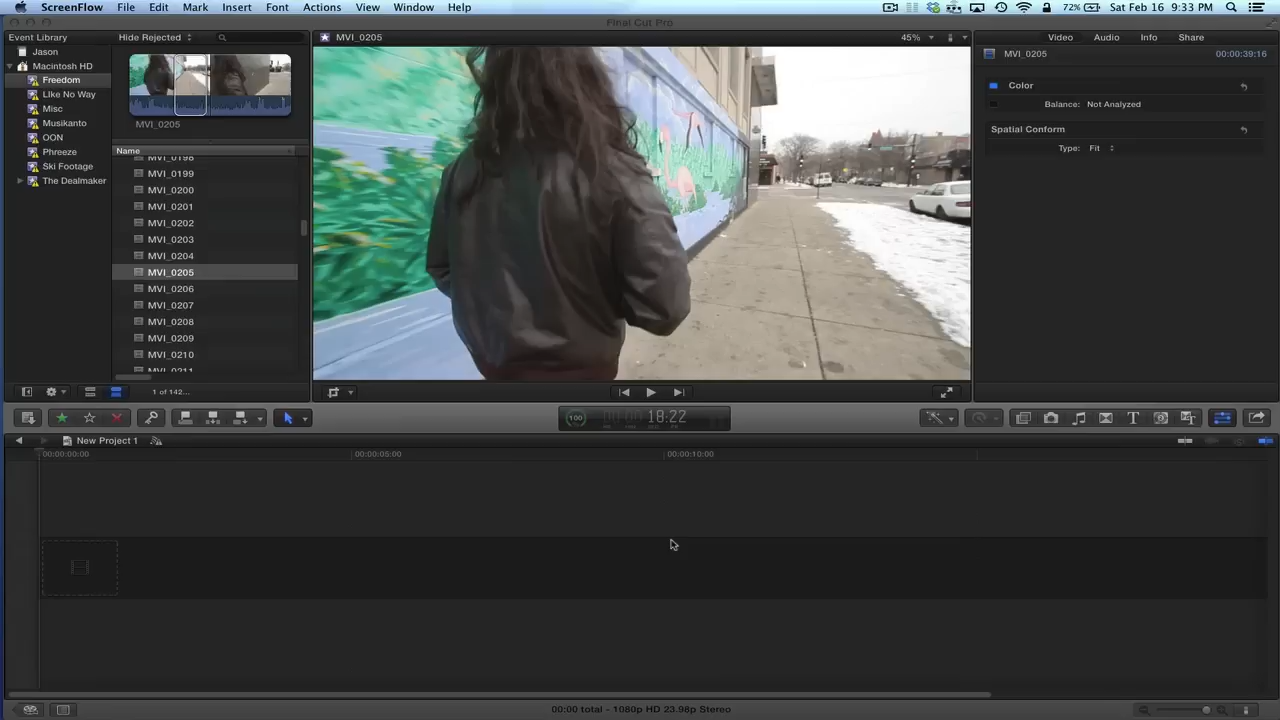 ScreenFlow File Edit Mark Insert Font Actions View Window Help 72% Sat Feb 16 9:33 PM
Final Cut Pro
Event Library Hide Rejected MVI_0205 45% Video Audio Info Share
Jason
Macintosh HD
Freedom
Like No Way
Misc
Musikanto
OON
Phreeze
Ski Footage
The Dealmaker
MVI_0205
Name
MVI_0198
MVI_0199
MVI_0200
MVI_0201
MVI_0202
MVI_0203
MVI_0204
MVI_0205
MVI_0206
MVI_0207
MVI_0208
MVI_0209
MVI_0210
MVI_0211
1 of 142...
MVI_0205 00:00:39:16
Color
Balance: Not Analyzed
Spatial Conform
Type: Fit
100 18:22
New Project 1
00:00:00:00 00:00:05:00 00:00:10:00
00:00 total - 1080p HD 23.98p Stereo